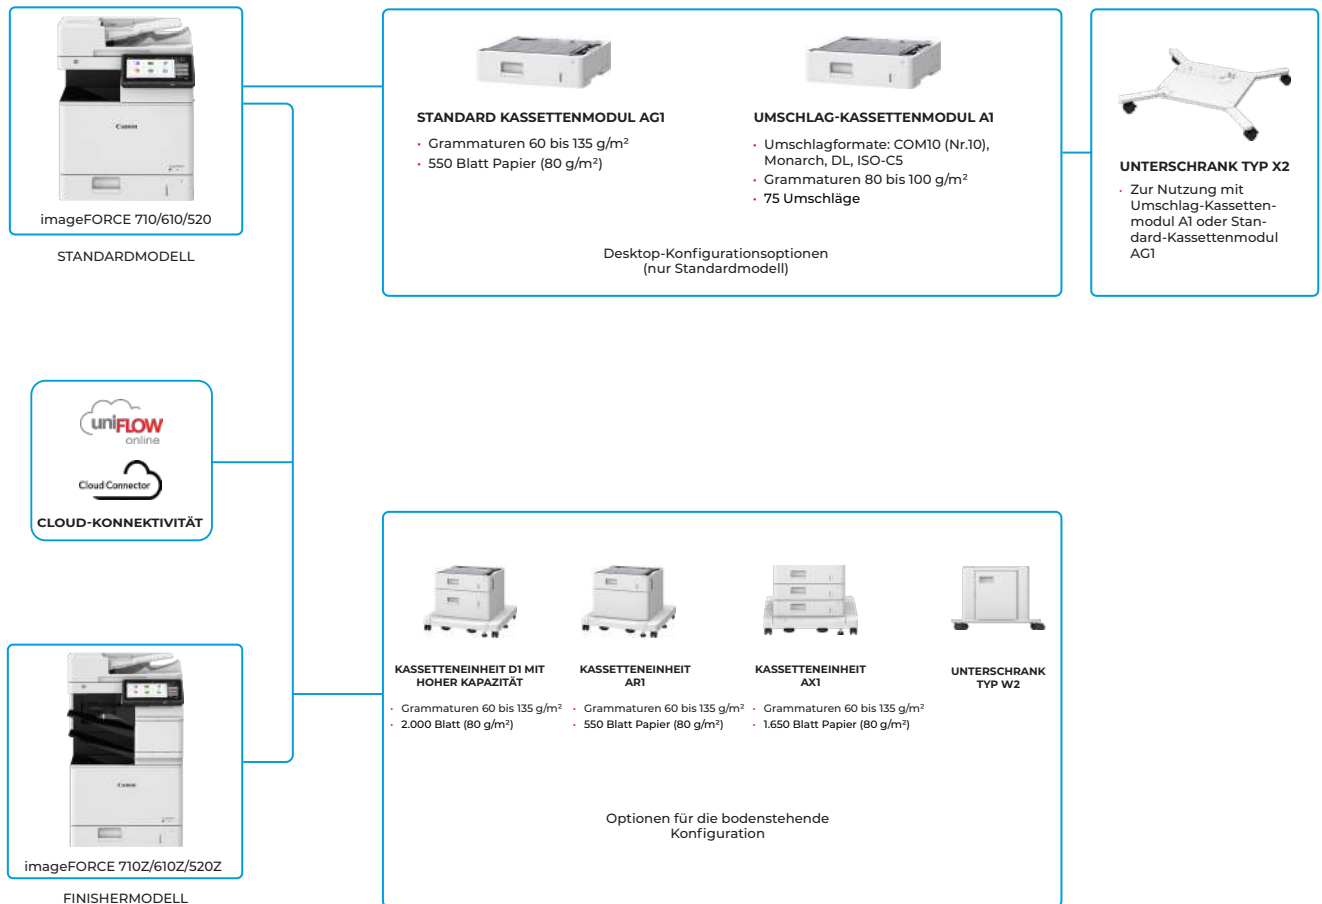 Canon
imageFORCE 710/610/520
STANDARDMODELL
STANDARD KASSETTENMODUL AG1
• Grammaturen 60 bis 135 g/m²
• 550 Blatt Papier (80 g/m²)
UMSCHLAG-KASSETTENMODUL A1
• Umschlagformate: COM10 (Nr.10),
Monarch, DL, ISO-C5
• Grammaturen 80 bis 100 g/m²
• 75 Umschläge
Desktop-Konfigurationsoptionen
(nur Standardmodell)
UNTERSCHRANK TYP X2
• Zur Nutzung mit
Umschlag-Kassetten-
modul A1 oder Stan-
dard-Kassettenmodul
AG1
uniFLOW
online
Cloud Connector
CLOUD-KONNEKTIVITÄT
KASSETTENEINHEIT D1 MIT
HOHER KAPAZITÄT
• Grammaturen 60 bis 135 g/m²
• 2.000 Blatt (80 g/m²)
KASSETTENEINHEIT
AR1
• Grammaturen 60 bis 135 g/m²
• 550 Blatt Papier (80 g/m²)
KASSETTENEINHEIT
AX1
• Grammaturen 60 bis 135 g/m²
• 1.650 Blatt Papier (80 g/m²)
UNTERSCHRANK
TYP W2
Optionen für die bodenstehende
Konfiguration
Canon
imageFORCE 710Z/610Z/520Z
FINISHERMODELL